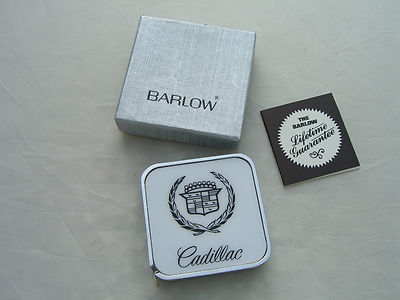 BARLOW®
THE
BARLOW
Lifetime
Guarantee
Cadillac